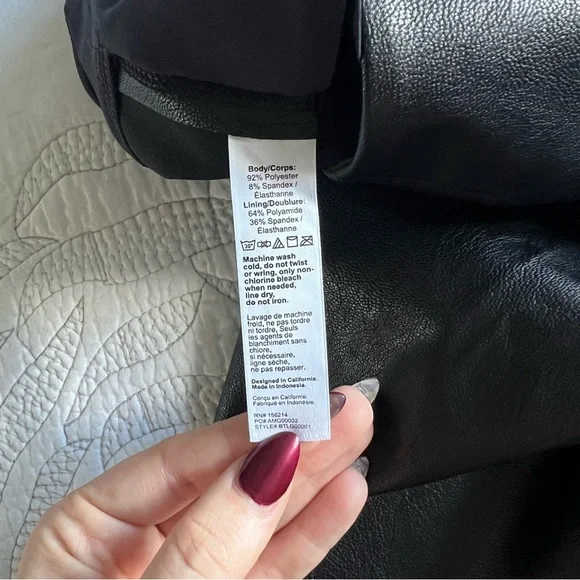 Body/Corps:
92% Polyester
8% Spandex /
Élasthanne
Lining/Doublure:
64% Polyamide
36% Spandex /
Élasthanne
30°
Machine wash
cold, do not twist
or wring, only non-
chlorine bleach
when needed,
line dry,
do not iron.
Lavage de machine
froid, ne pas tordre
ni tordre, Seuls
les agents de
blanchiment sans
chlore,
si nécessaire,
ligne sèche,
ne pas repasser.
Designed in California.
Made in Indonesia.
Conçu en Californie.
Fabriqué en Indonésie.
RN# 156214
PO# AMG00002
STYLE# BTLG00001